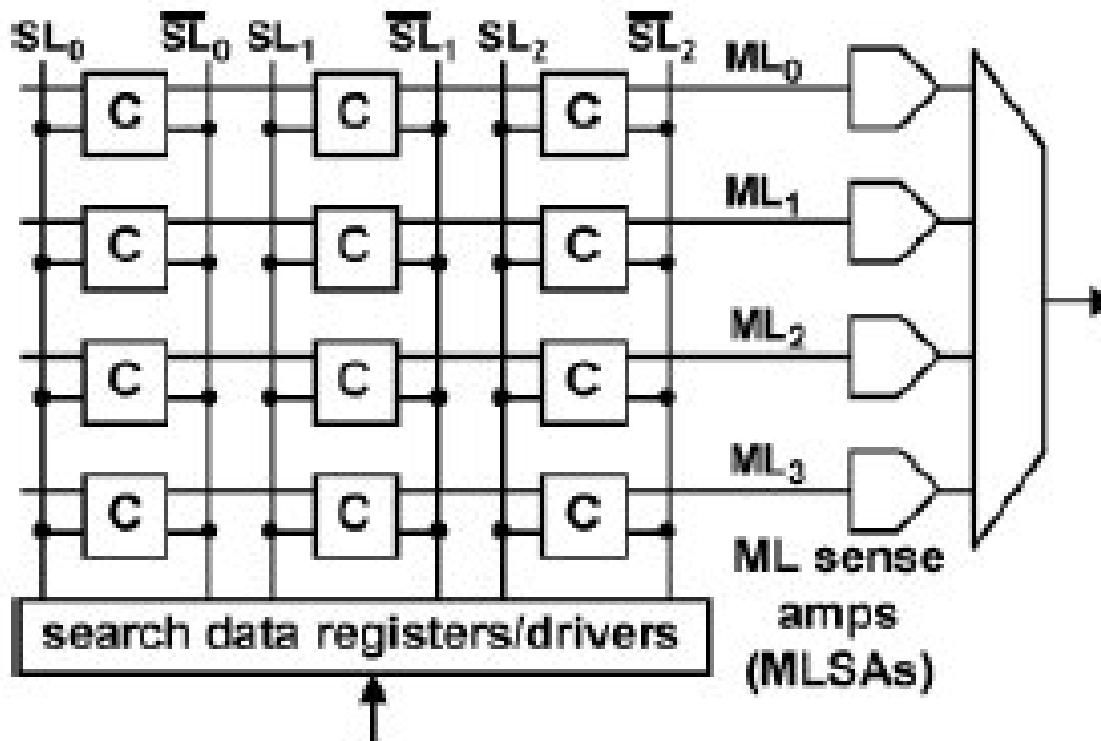 SL₀ S̅L̅₀ SL₁ S̅L̅₁ SL₂ S̅L̅₂
ML₀
C C C
ML₁
C C C
ML₂
C C C
ML₃
C C C
ML sense
amps
(MLSAs)
search data registers/drivers